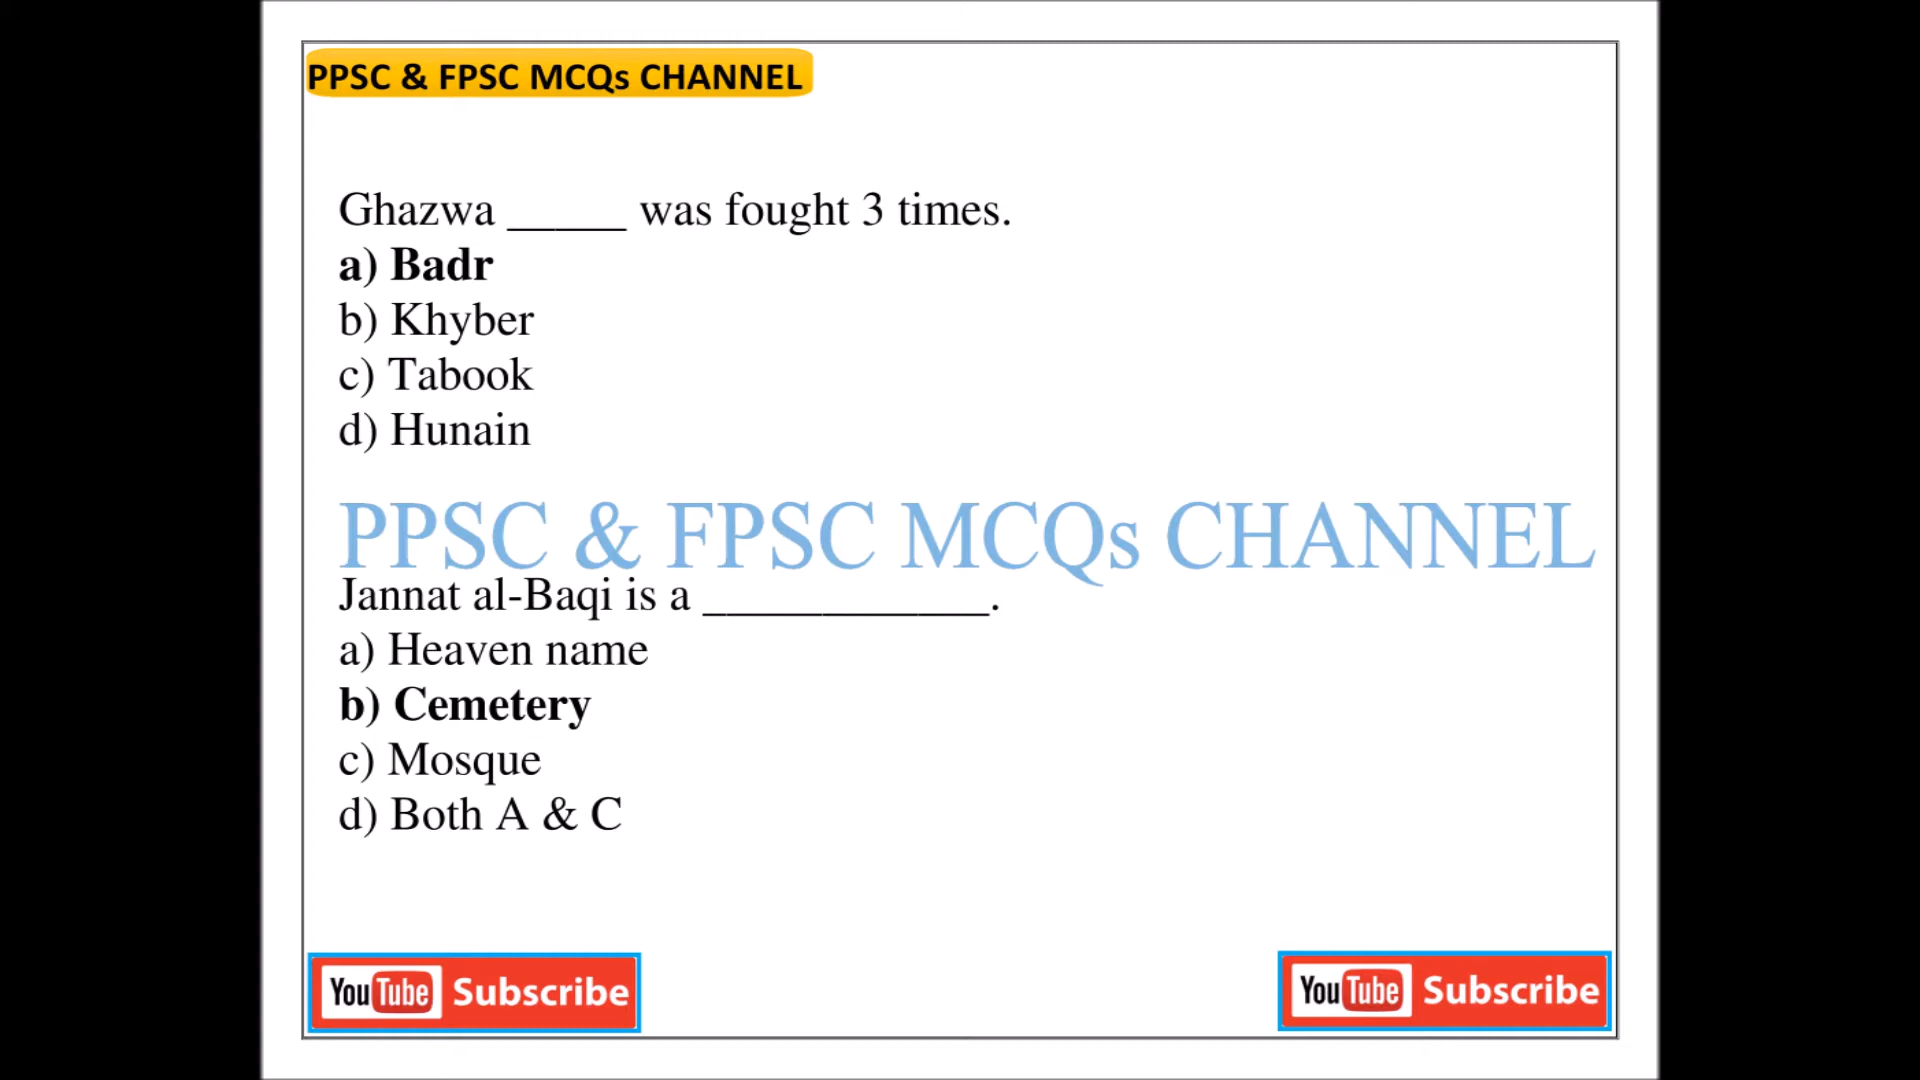 PPSC & FPSC MCQs CHANNEL
Ghazwa _____ was fought 3 times.
a) Badr
b) Khyber
c) Tabook
d) Hunain
PPSC & FPSC MCQs CHANNEL
Jannat al-Baqi is a ____________.
a) Heaven name
b) Cemetery
c) Mosque
d) Both A & C
YouTube Subscribe
YouTube Subscribe